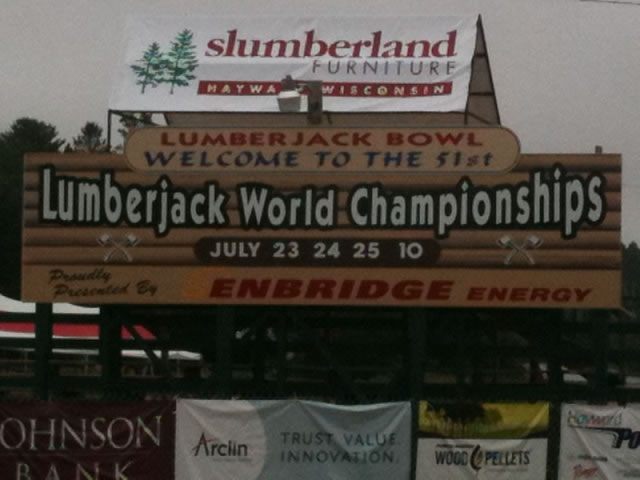 slumberland
FURNITURE
WISCONSIN
LUMBERJACK BOWL
WELCOME TO THE 51st
Lumberjack World Championships
JULY 23 24 25 10
Proudly
Presented By
ENBRIDGE ENERGY
OHNSON
BANK
Arclin
TRUST. VALUE.
INNOVATION.
WOOD PELLETS
Hayward